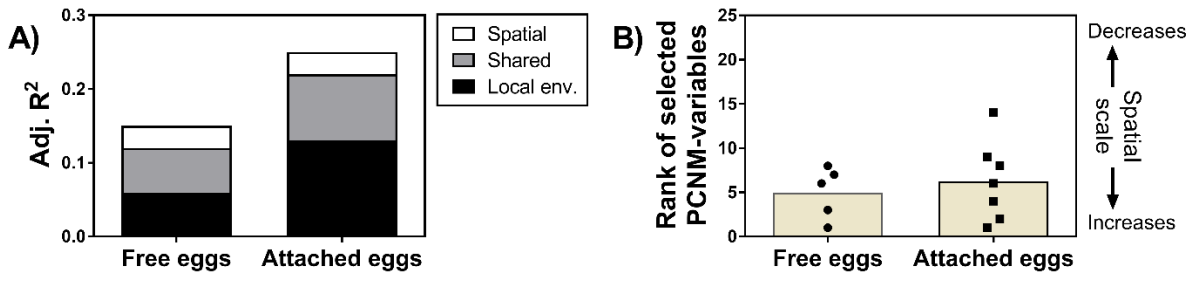 A)
Adj. R2
0.3
0.2
0.1
0.0
Free eggs
Attached eggs
Spatial
Shared
Local env.
B)
Rank of selected
PCNM-variables
25
20
15
10
5
0
Free eggs
Attached eggs
Decreases
Spatial
scale
Increases